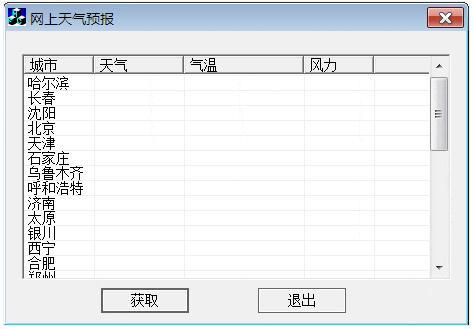 网上天气预报
城市 天气 气温 风力
哈尔滨
长春
沈阳
北京
天津
石家庄
乌鲁木齐
呼和浩特
济南
太原
银川
西宁
合肥
郑州
获取 退出